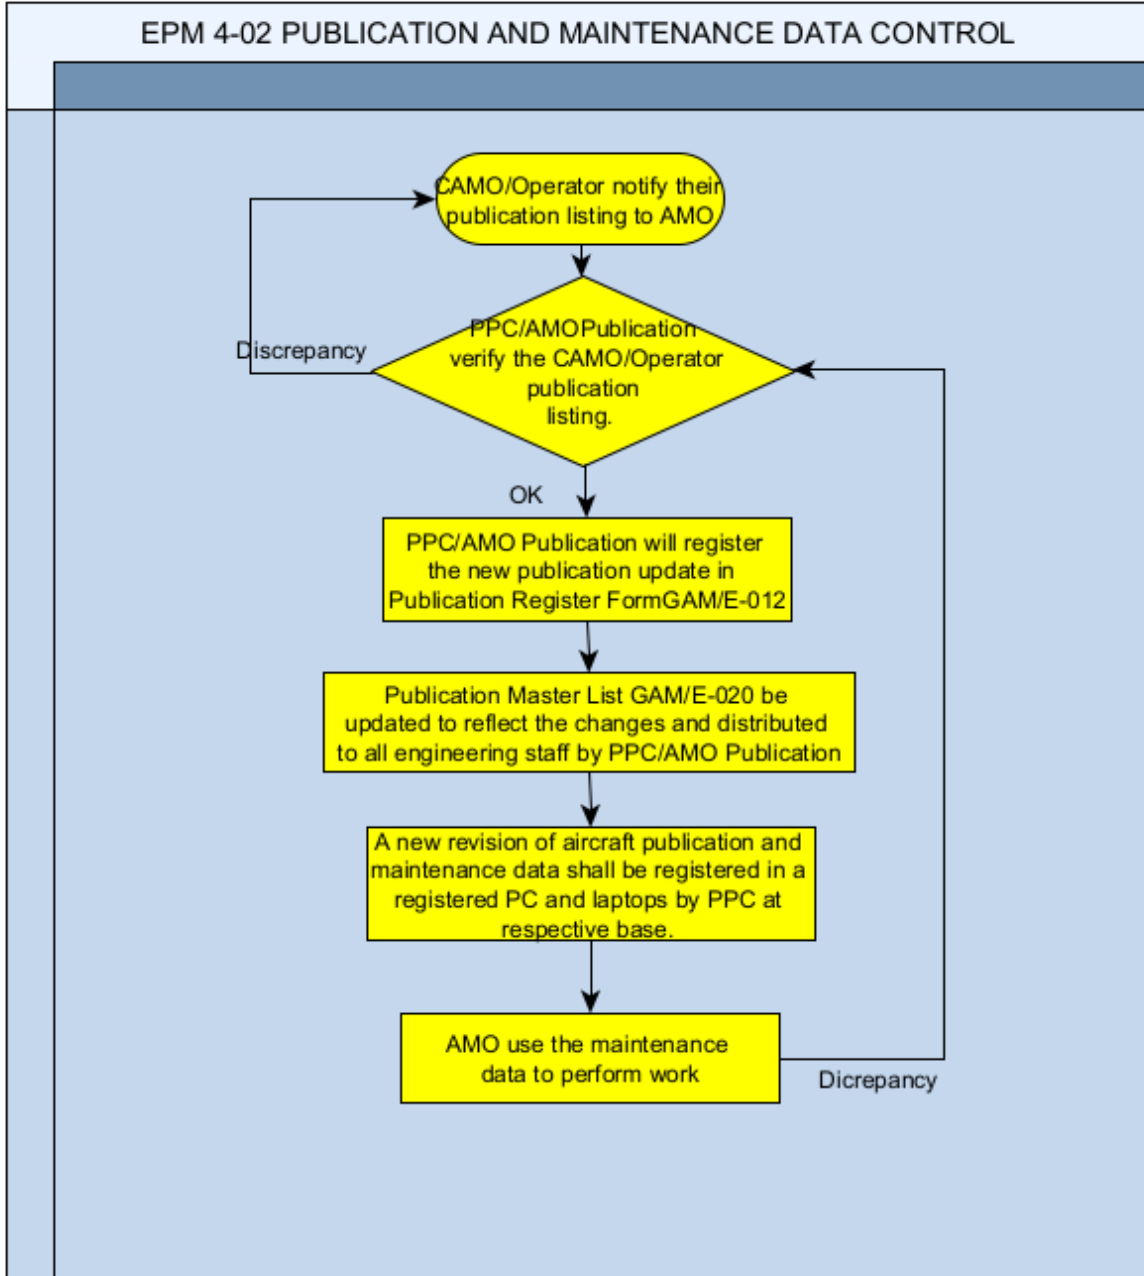 EPM 4-02 PUBLICATION AND MAINTENANCE DATA CONTROL
CAMO/Operator notify their
publication listing to AMO
PPC/AMOPublication
verify the CAMO/Operator
publication
listing.
Discrepancy
OK
PPC/AMO Publication will register
the new publication update in
Publication Register FormGAM/E-012
Publication Master List GAM/E-020 be
updated to reflect the changes and distributed
to all engineering staff by PPC/AMO Publication
A new revision of aircraft publication and
maintenance data shall be registered in a
registered PC and laptops by PPC at
respective base.
AMO use the maintenance
data to perform work
Dicrepancy